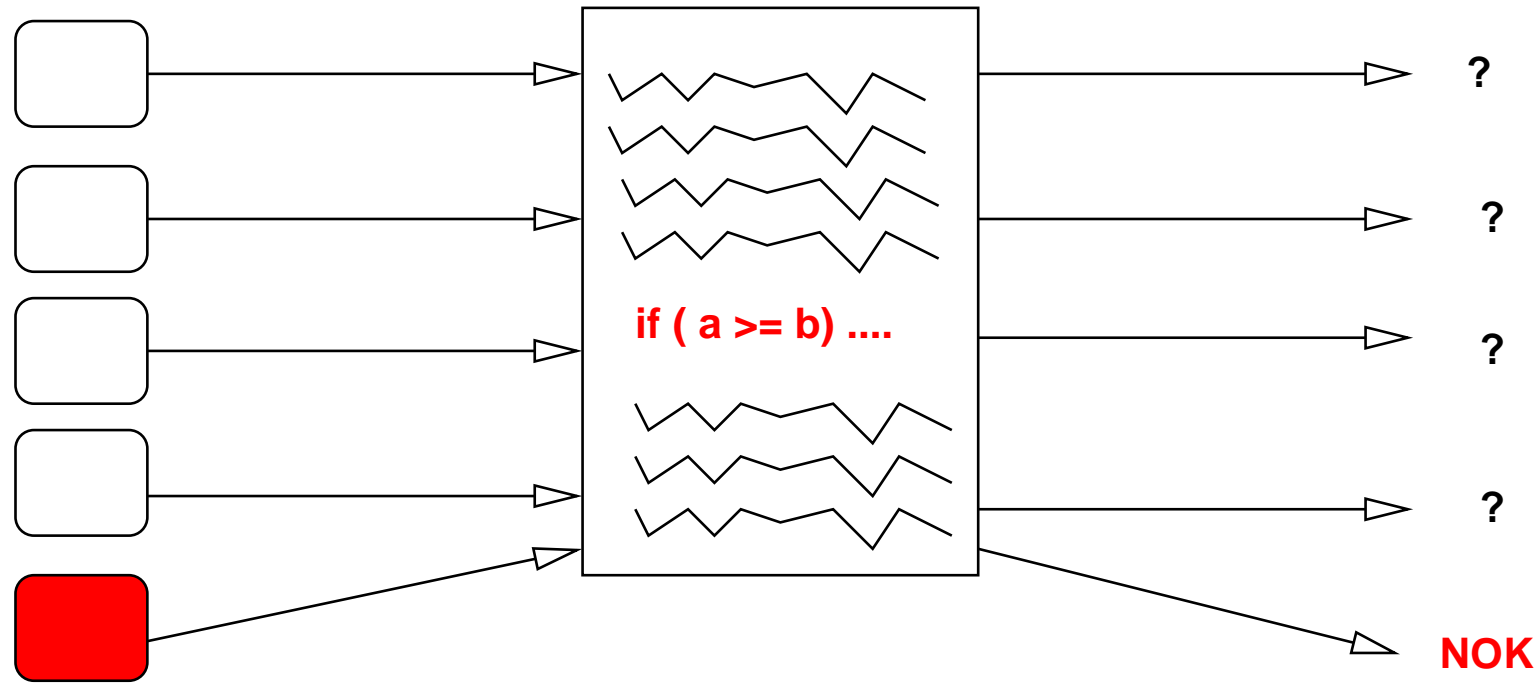 ?
?
if ( a >= b) ....
?
?
NOK